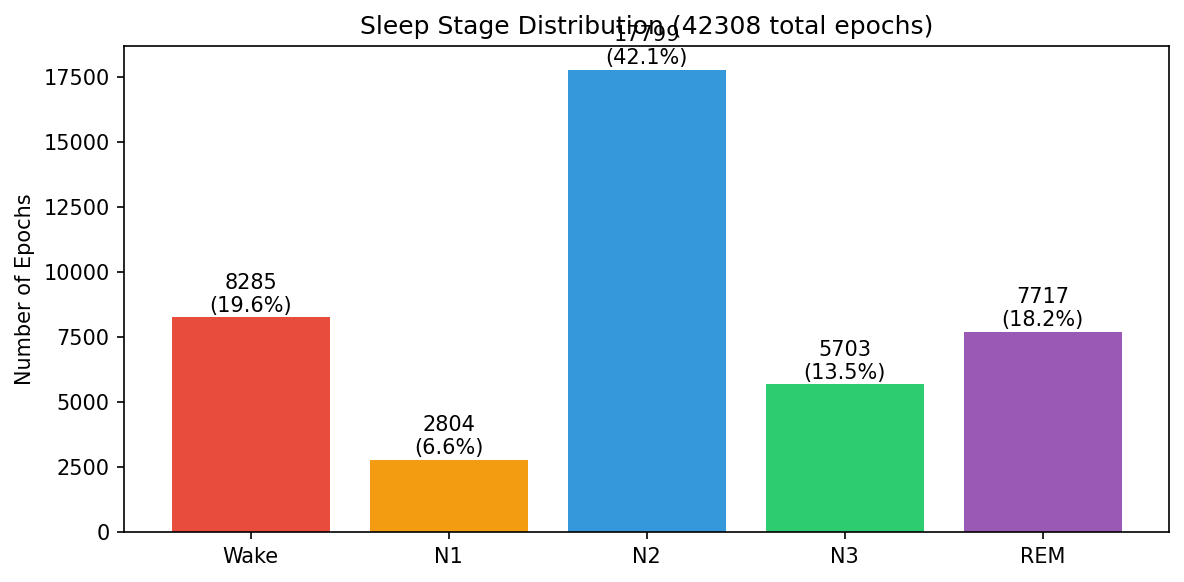 Sleep Stage Distribution (42308 total epochs)
17799
(42.1%)
17500
15000
12500
10000
7500
5000
2500
0
Number of Epochs
8285
(19.6%)
2804
(6.6%)
5703
(13.5%)
7717
(18.2%)
Wake
N1
N2
N3
REM